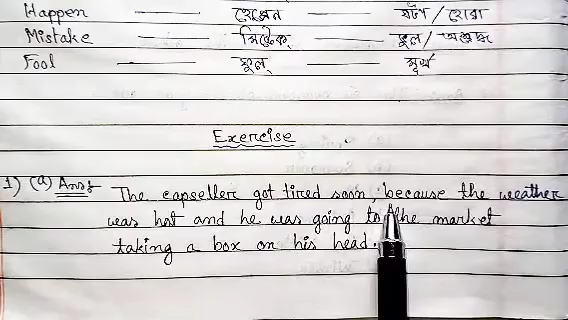 Happen — হেপ্পেন — ঘটা / হোৱা
Mistake — মিষ্টেক্ — ভুল / অশুদ্ধ
Fool — ফুল্ — মূৰ্খ
Exercise
1) (a) Ans: The capseller got tired soon, because the weather
was hot and he was going to the market
taking a box on his head.